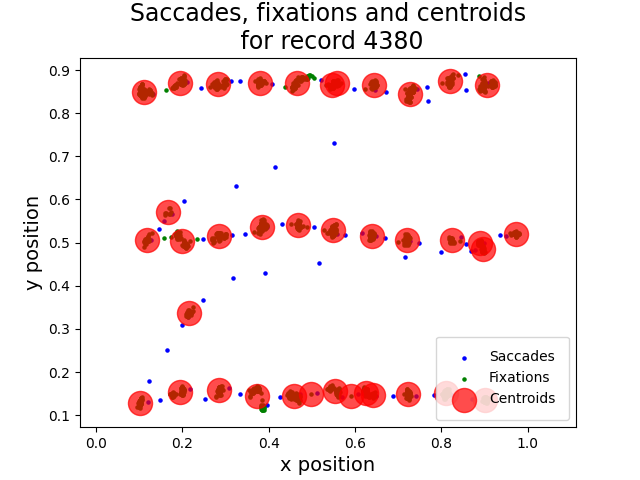 Saccades, fixations and centroids
for record 4380
0.9
0.8
0.7
0.6
0.5
0.4
0.3
0.2
0.1
y position
Saccades
Fixations
Centroids
0.0 0.2 0.4 0.6 0.8 1.0
x position